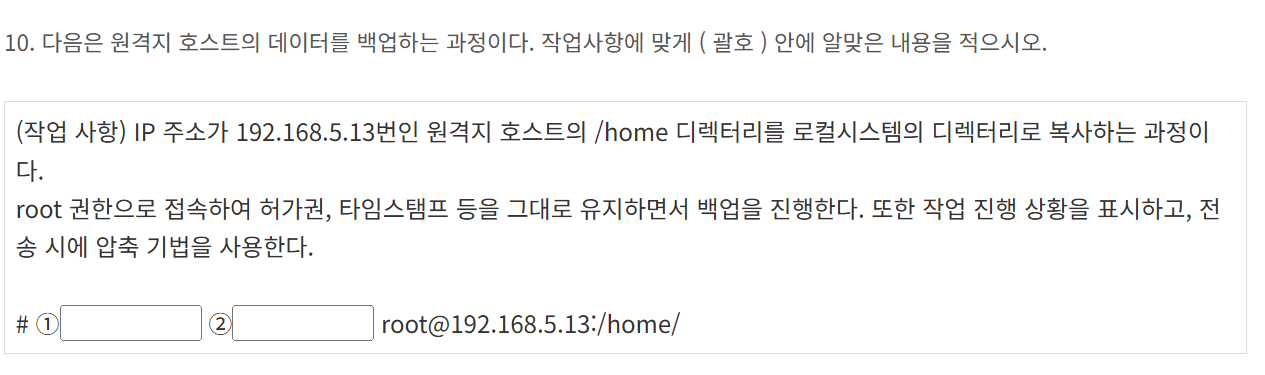 10. 다음은 원격지 호스트의 데이터를 백업하는 과정이다. 작업사항에 맞게 ( 괄호 ) 안에 알맞은 내용을 적으시오.
(작업 사항) IP 주소가 192.168.5.13번인 원격지 호스트의 /home 디렉터리를 로컬시스템의 디렉터리로 복사하는 과정이
다.
root 권한으로 접속하여 허가권, 타임스탬프 등을 그대로 유지하면서 백업을 진행한다. 또한 작업 진행 상황을 표시하고, 전
송 시에 압축 기법을 사용한다.
# ① ② root@192.168.5.13:/home/